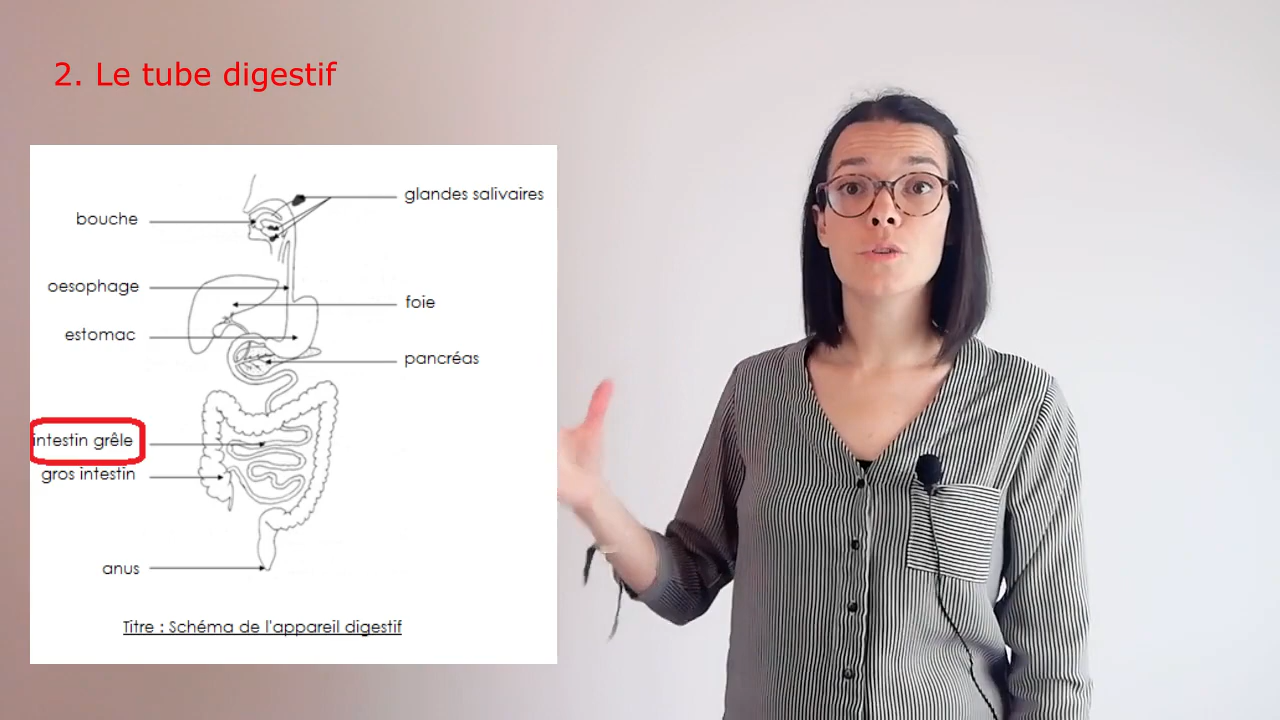 2. Le tube digestif
glandes salivaires
bouche
oesophage
foie
estomac
pancréas
intestin grêle
gros intestin
anus
Titre : Schéma de l'appareil digestif